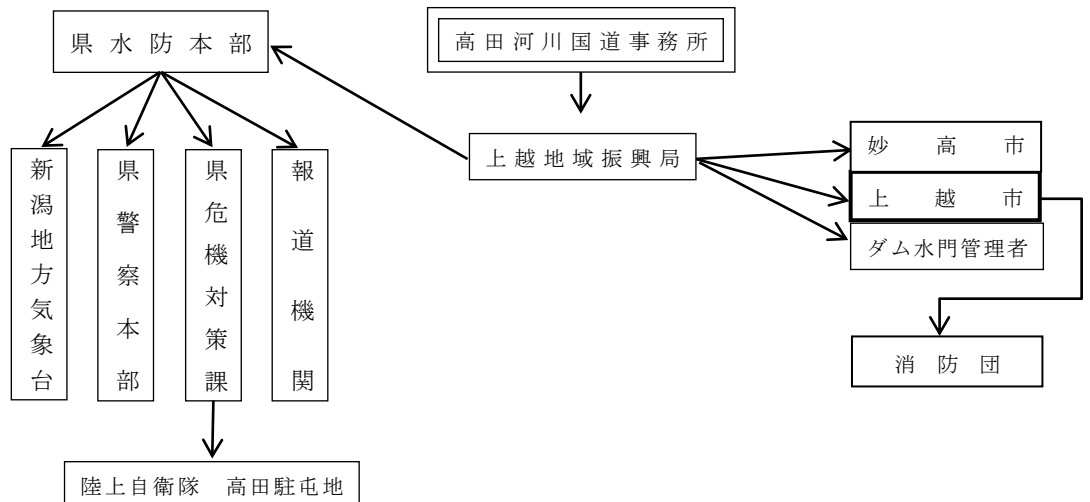 県水防本部
高田河川国道事務所
上越地域振興局
妙高市
上越市
ダム水門管理者
消防団
新潟地方気象台
県警察本部
県危機対策課
報道機関
陸上自衛隊　高田駐屯地